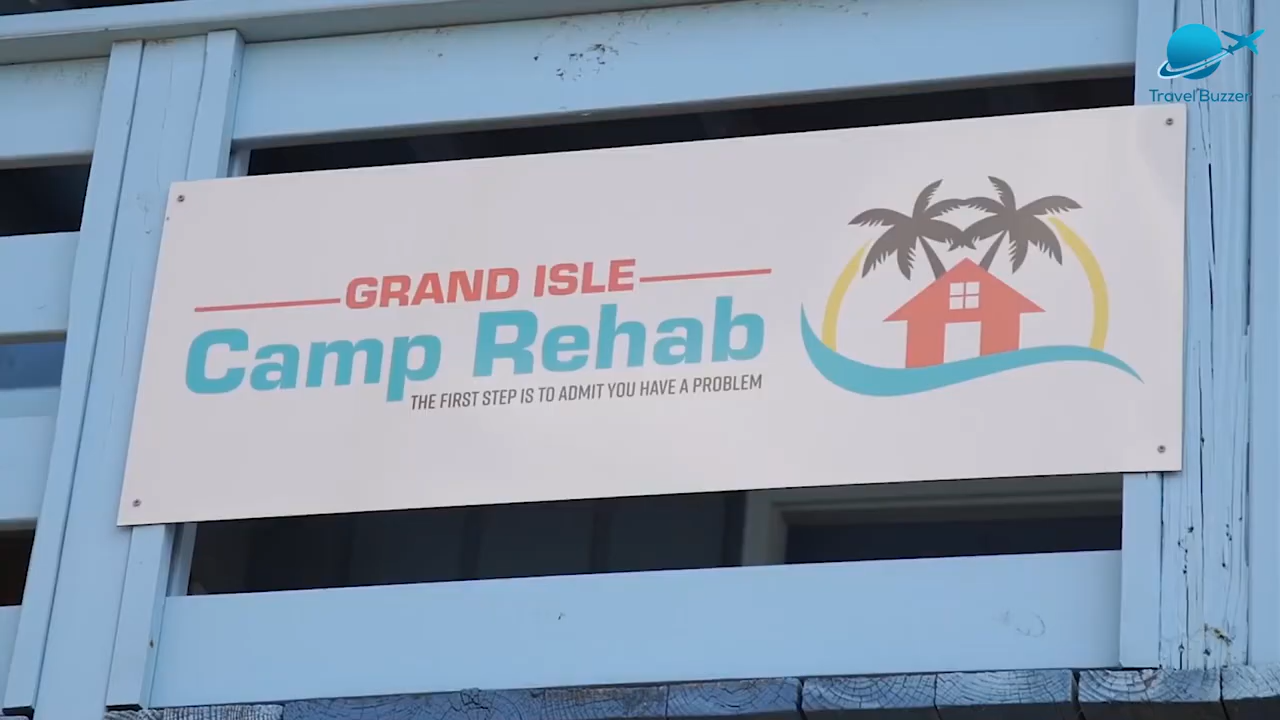 Travel Buzzer
GRAND ISLE
Camp Rehab
THE FIRST STEP IS TO ADMIT YOU HAVE A PROBLEM